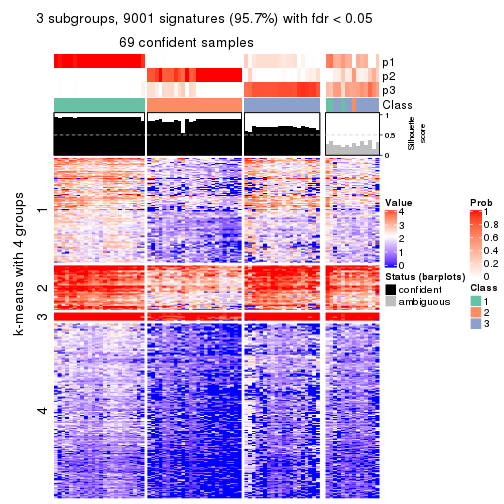 3 subgroups, 9001 signatures (95.7%) with fdr < 0.05
69 confident samples
p1
p2
p3
Class
1
0.5
0
Silhouette
score
k-means with 4 groups
1
2
3
4
Value
4
3
2
1
0
Status (barplots)
confident
ambiguous
Prob
1
0.8
0.6
0.4
0.2
0
Class
1
2
3